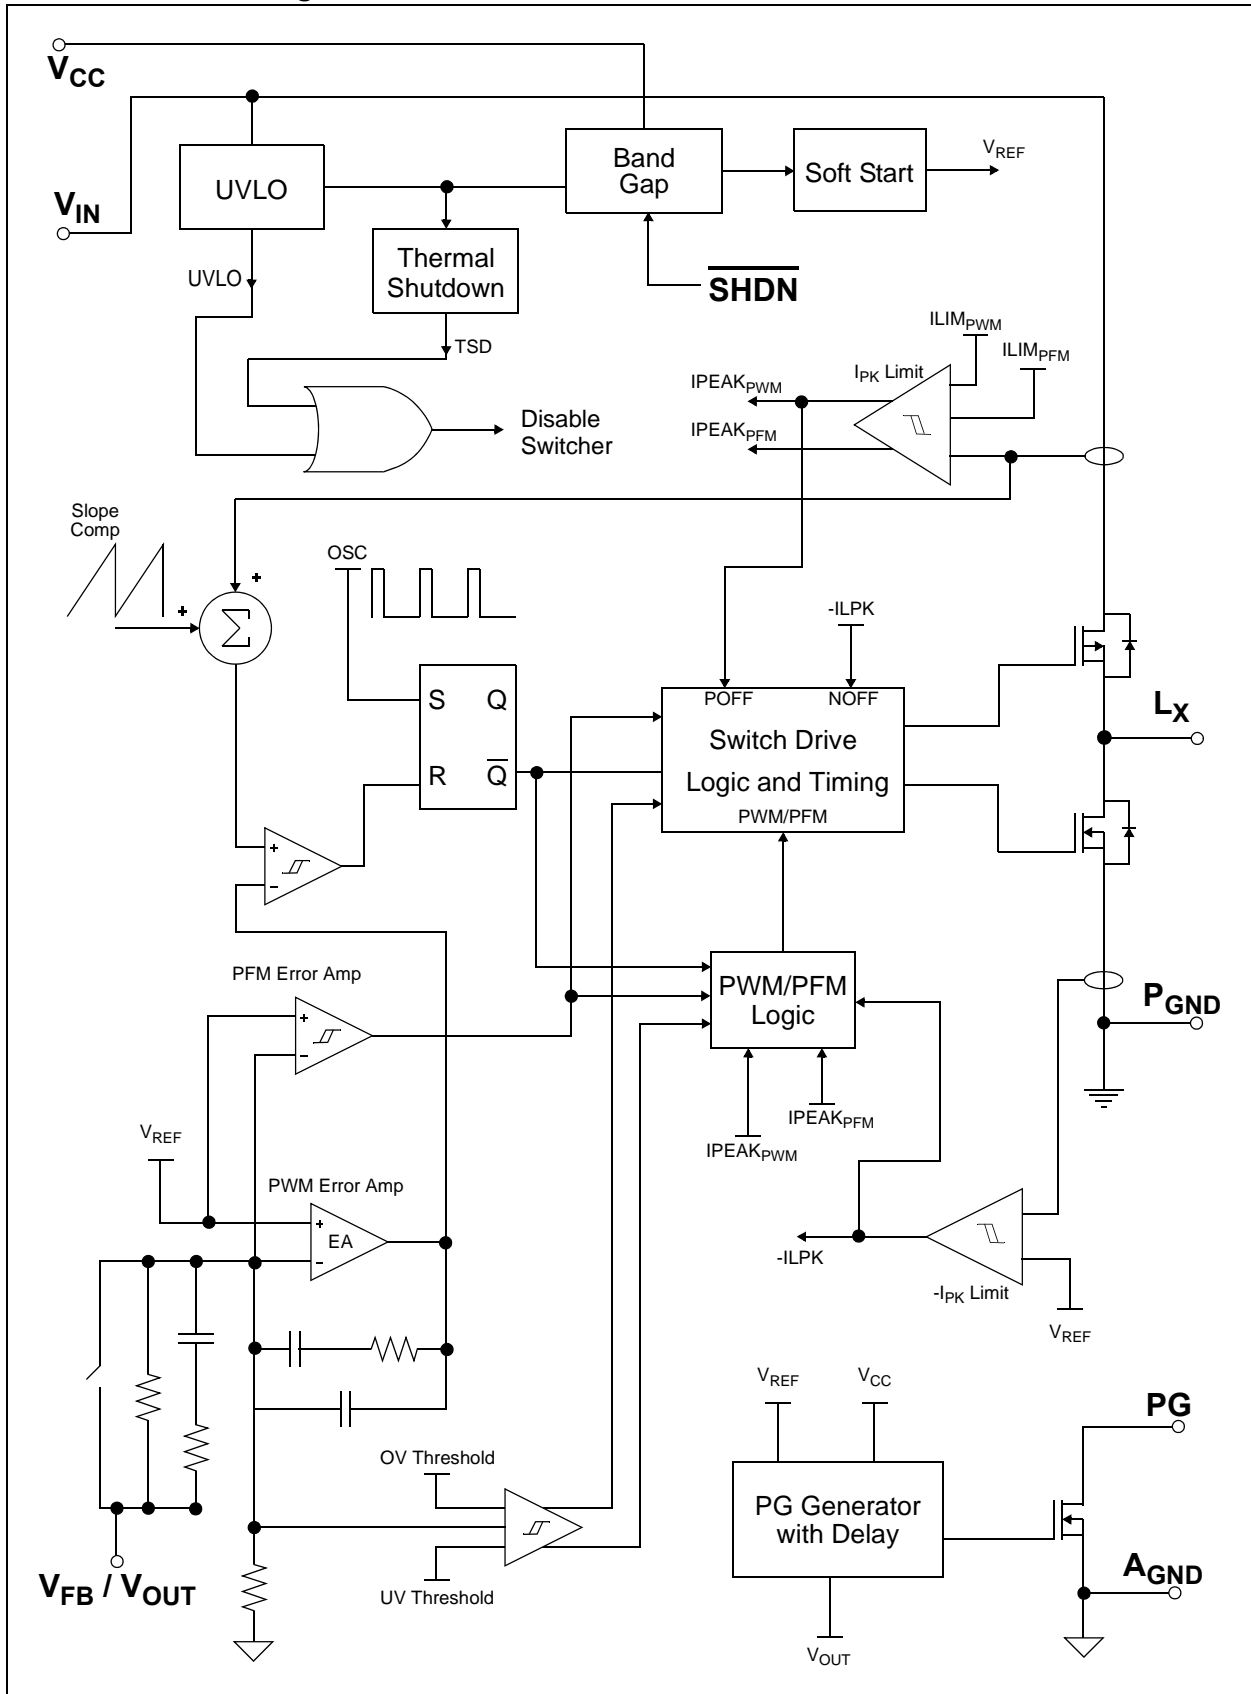 VCC
VIN
UVLO
Band
Gap
Soft Start
VREF
UVLO
Thermal
Shutdown
SHDN
TSD
Disable
Switcher
ILIMPWM
ILIMPFM
IPK Limit
IPEAKPWM
IPEAKPFM
Slope
Comp
+
+
Σ
OSC
S Q
R Q
-ILPK
POFF NOFF
Switch Drive
Logic and Timing
PWM/PFM
LX
+
-
PFM Error Amp
+
-
PWM/PFM
Logic
PGND
IPEAKPFM
IPEAKPWM
VREF
PWM Error Amp
+
EA
-
-ILPK
-IPK Limit
VREF
VREF
VCC
PG
OV Threshold
UV Threshold
PG Generator
with Delay
VFB / VOUT
AGND
VOUT